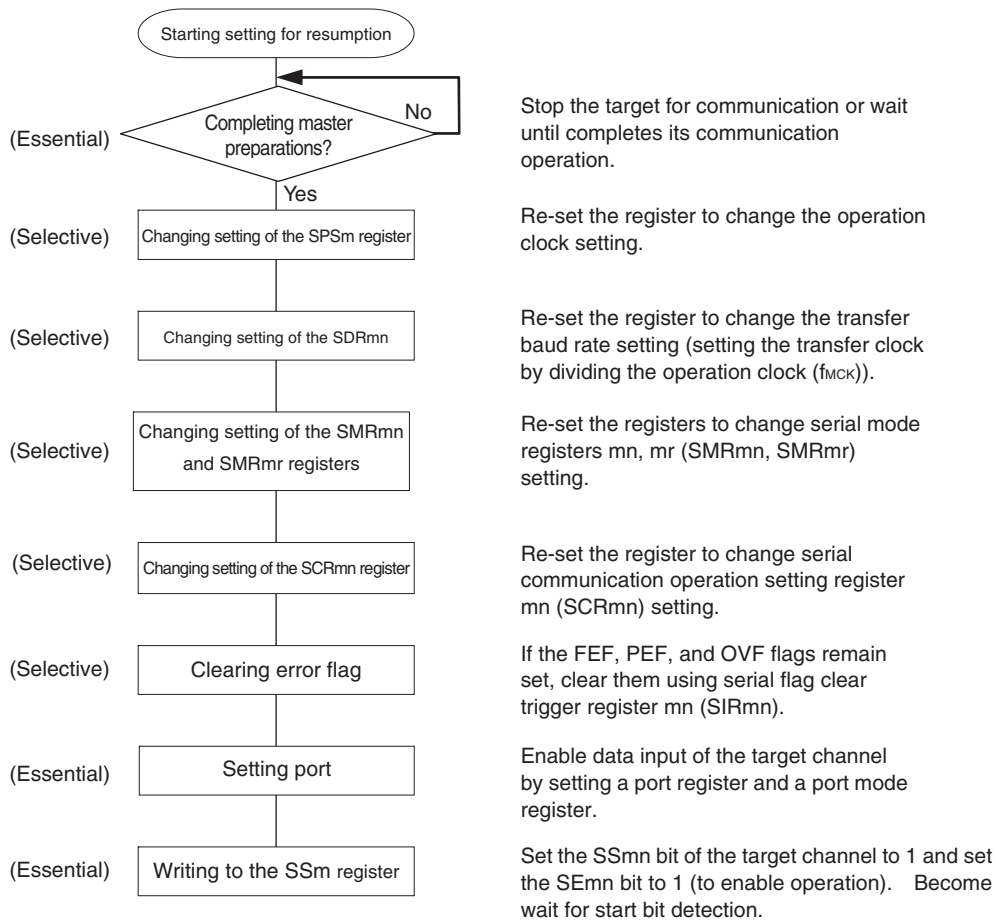 Starting setting for resumption
(Essential)
Completing master
preparations?
No
Yes
Stop the target for communication or wait
until completes its communication
operation.
(Selective)
Changing setting of the SPSm register
Re-set the register to change the operation
clock setting.
(Selective)
Changing setting of the SDRmn
Re-set the register to change the transfer
baud rate setting (setting the transfer clock
by dividing the operation clock (fMCK)).
(Selective)
Changing setting of the SMRmn
and SMRmr registers
Re-set the registers to change serial mode
registers mn, mr (SMRmn, SMRmr)
setting.
(Selective)
Changing setting of the SCRmn register
Re-set the register to change serial
communication operation setting register
mn (SCRmn) setting.
(Selective)
Clearing error flag
If the FEF, PEF, and OVF flags remain
set, clear them using serial flag clear
trigger register mn (SIRmn).
(Essential)
Setting port
Enable data input of the target channel
by setting a port register and a port mode
register.
(Essential)
Writing to the SSm register
Set the SSmn bit of the target channel to 1 and set
the SEmn bit to 1 (to enable operation). Become
wait for start bit detection.